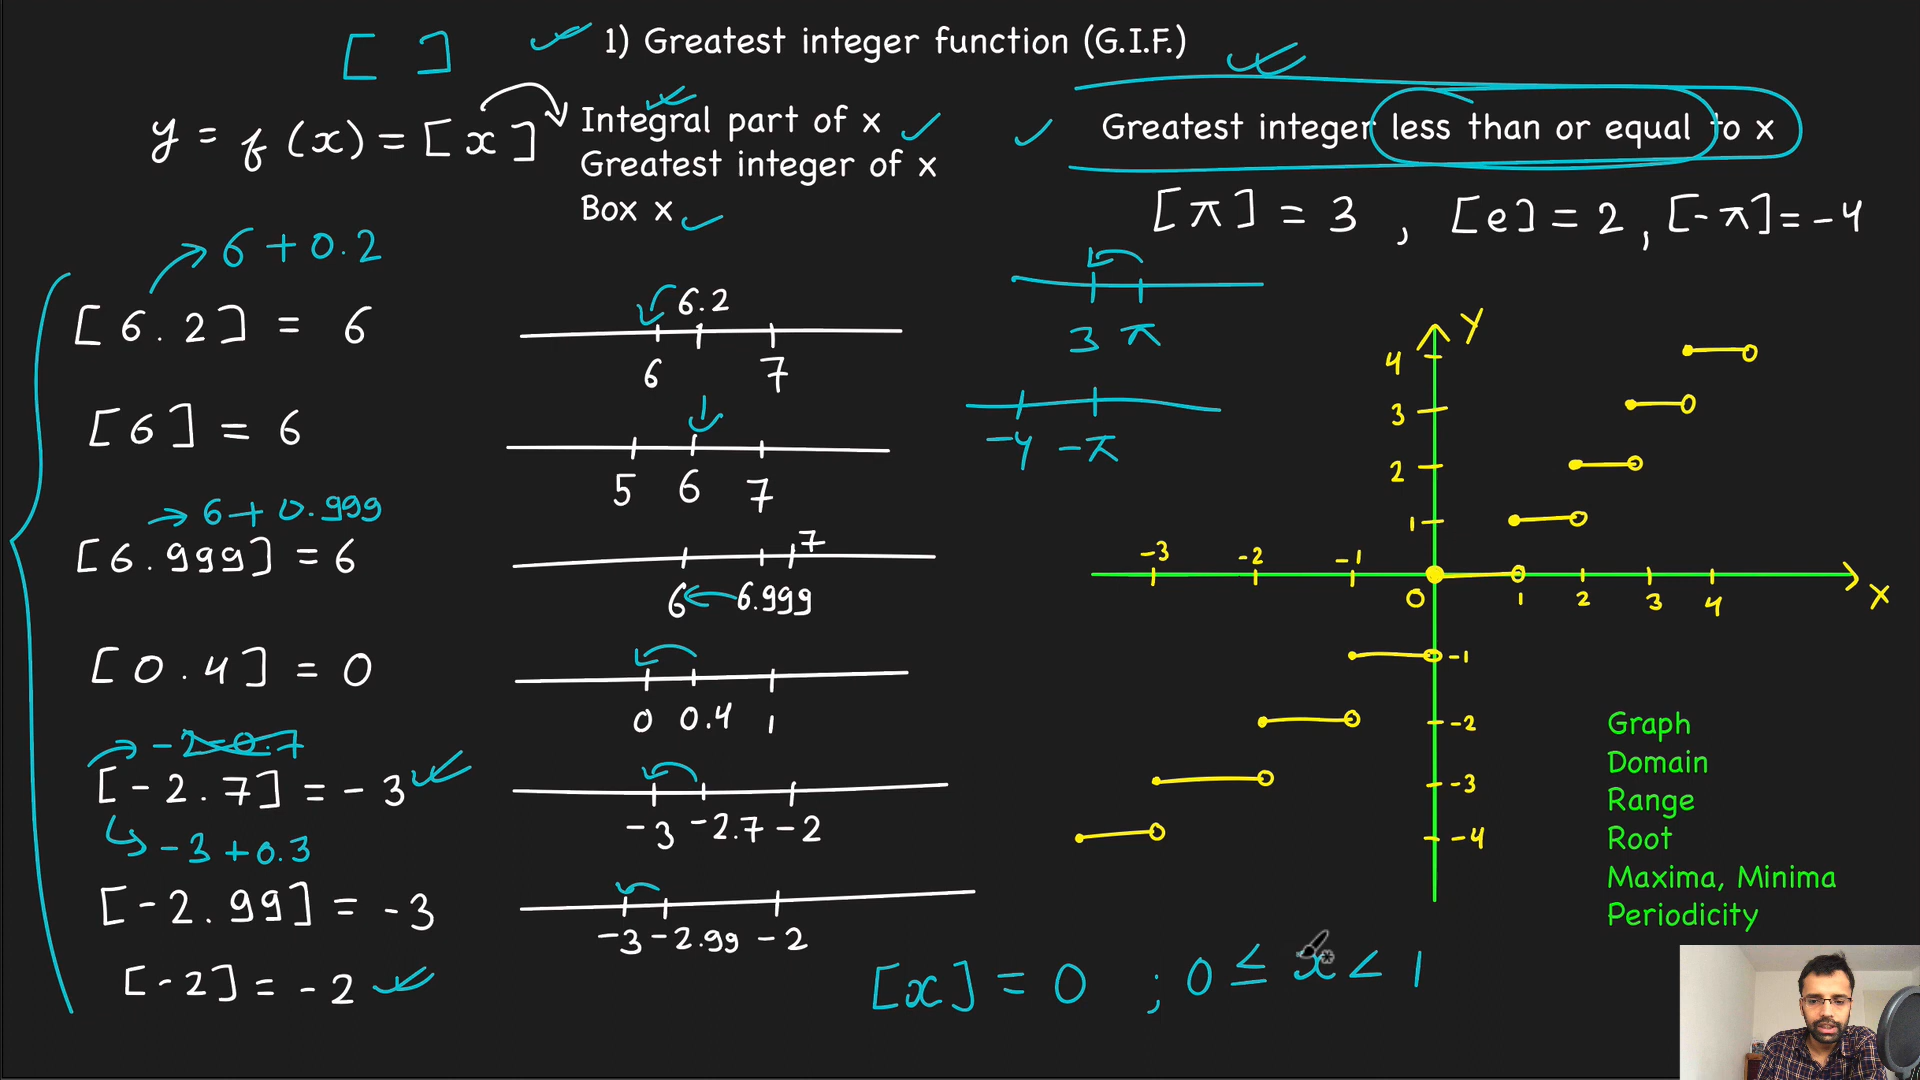 [ ] 1) Greatest integer function (G.I.F.)
y = f(x) = [x]
Integral part of x
Greatest integer of x
Box x
Greatest integer less than or equal to x
[π] = 3 , [e] = 2 , [-π] = -4
3 π
-4 -π
6 + 0.2
[6.2] = 6
6.2
6 7
[6] = 6
5 6 7
6 + 0.999
[6.999] = 6
7
6 6.999
[0.4] = 0
0 0.4 1
-2-0.7
[-2.7] = -3
-3 -2.7 -2
-3 + 0.3
[-2.99] = -3
-3 -2.99 -2
[-2] = -2
Y
4
3
2
1
-3 -2 -1
0 1 2 3 4 X
-1
-2
-3
-4
Graph
Domain
Range
Root
Maxima, Minima
Periodicity
[x] = 0 ; 0 ≤ x < 1